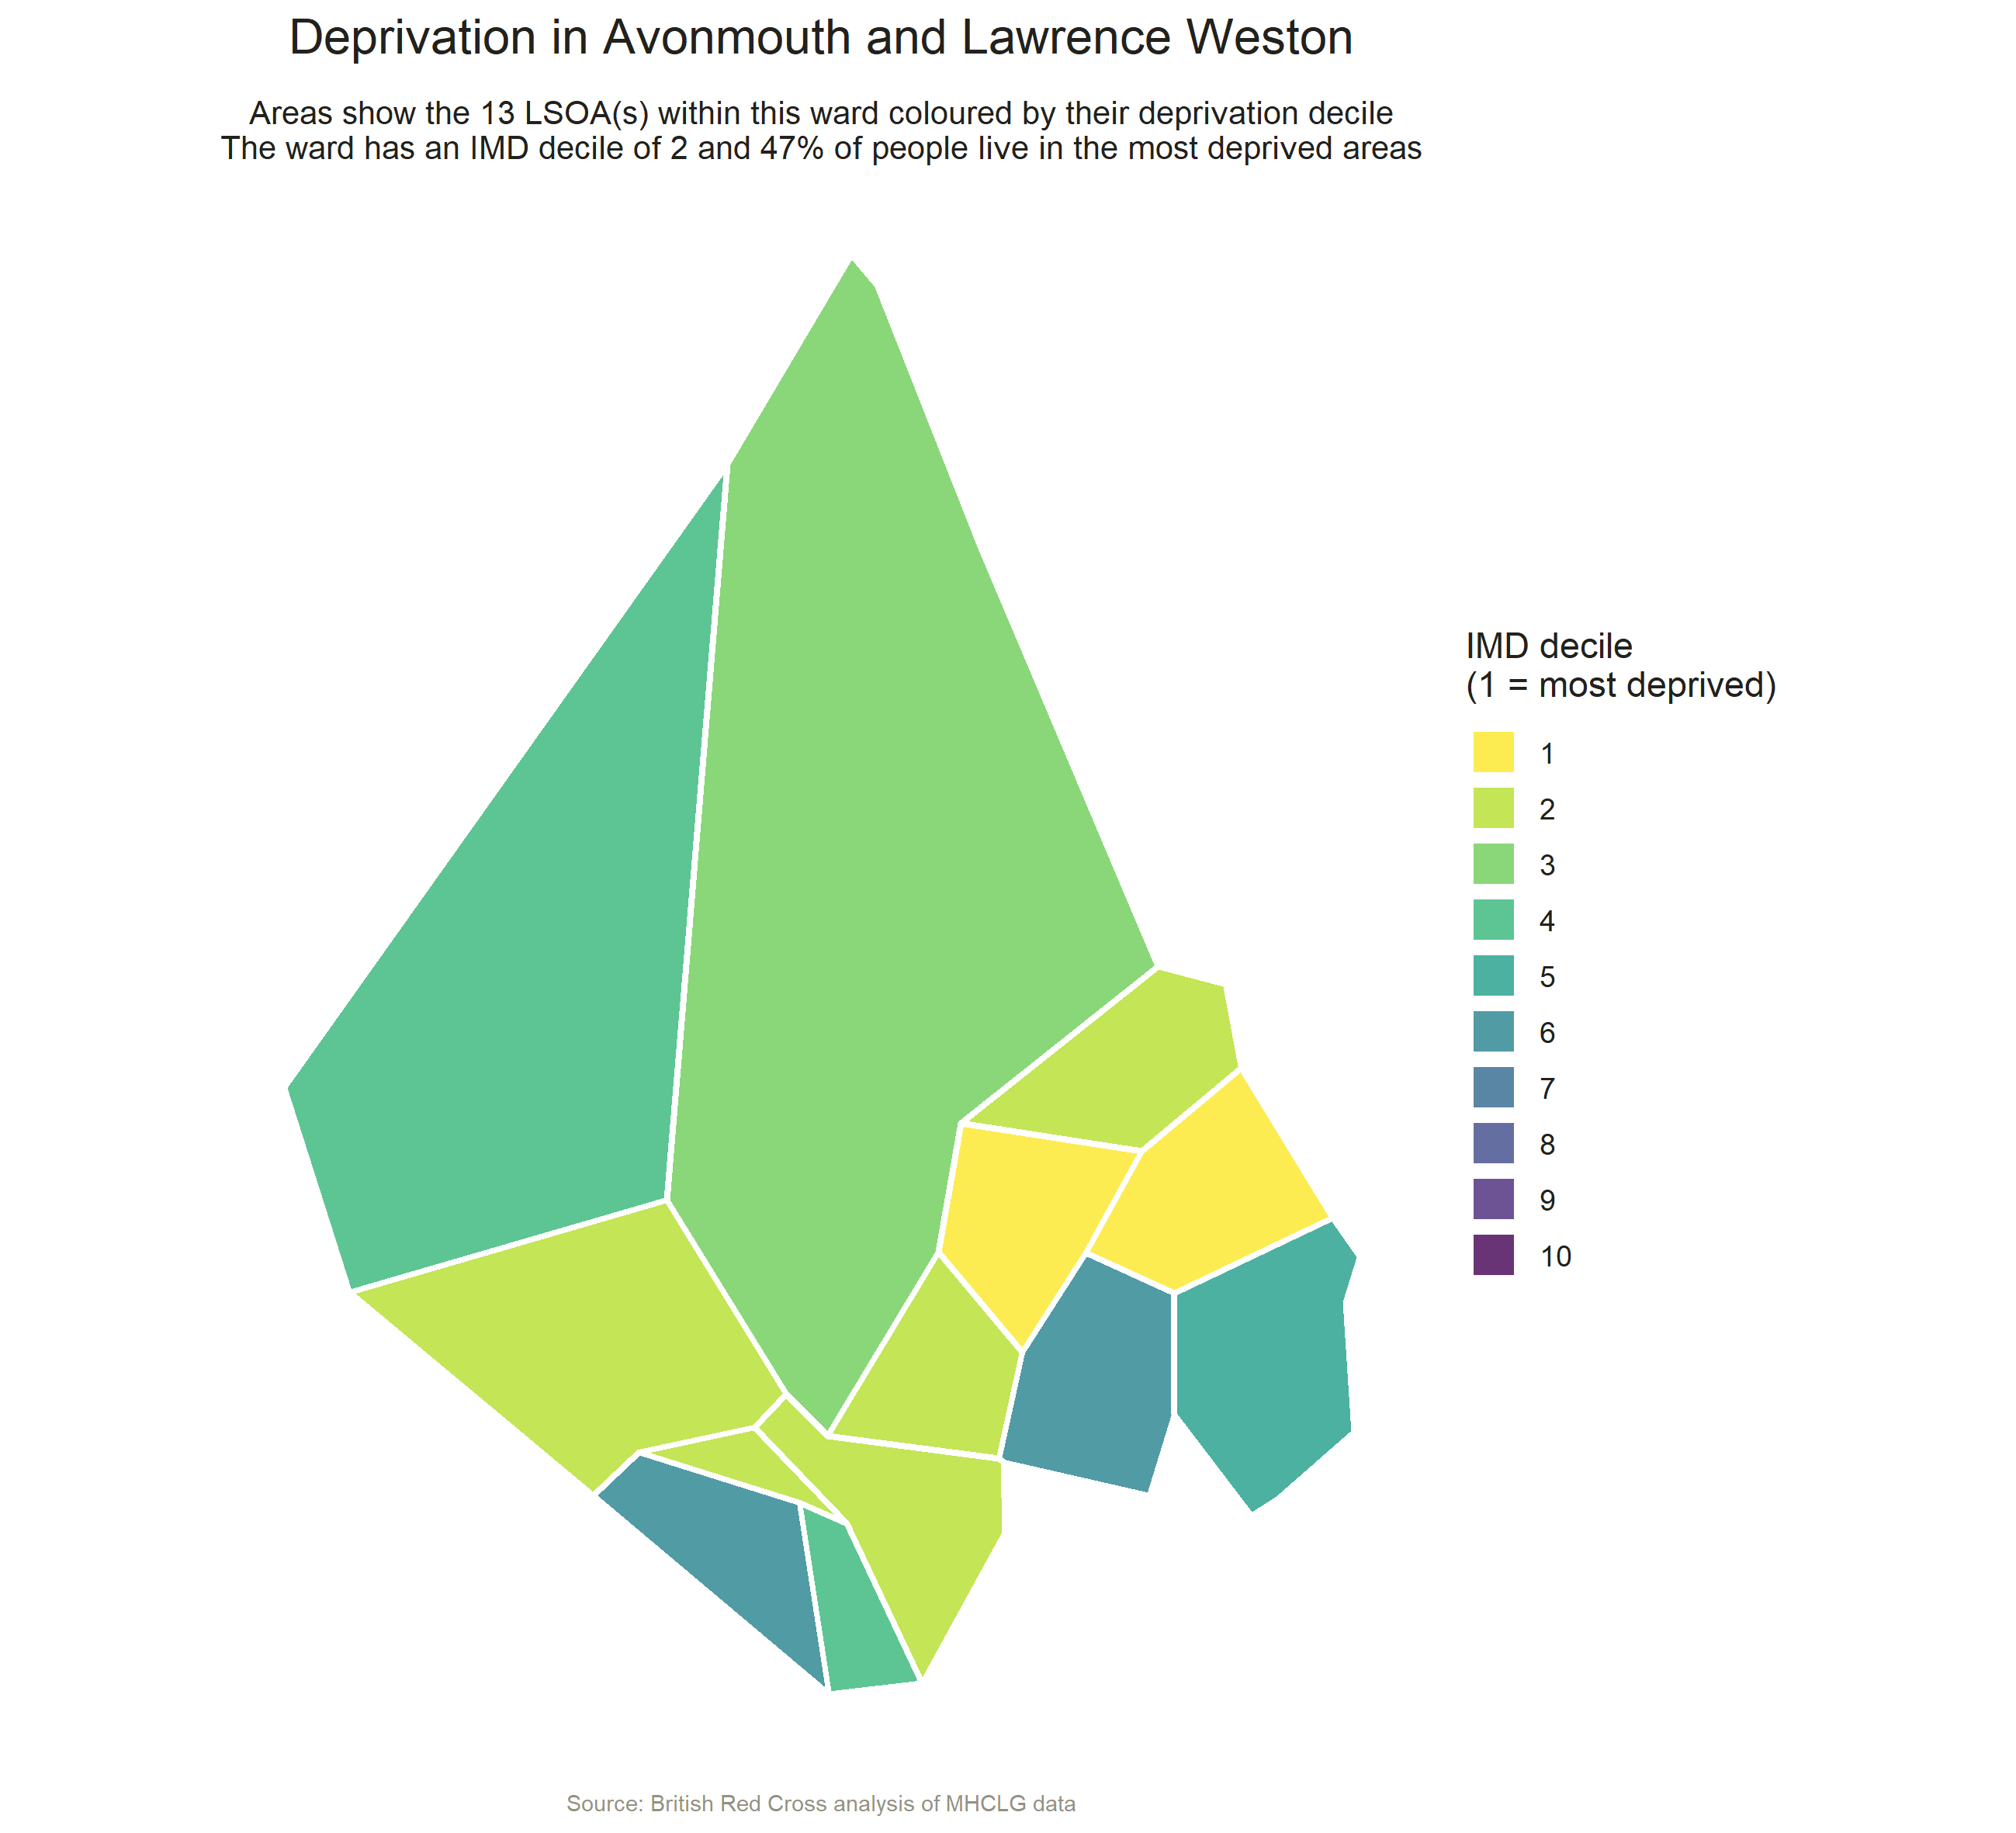 Deprivation in Avonmouth and Lawrence Weston
Areas show the 13 LSOA(s) within this ward coloured by their deprivation decile
The ward has an IMD decile of 2 and 47% of people live in the most deprived areas
IMD decile
(1 = most deprived)
1
2
3
4
5
6
7
8
9
10
Source: British Red Cross analysis of MHCLG data